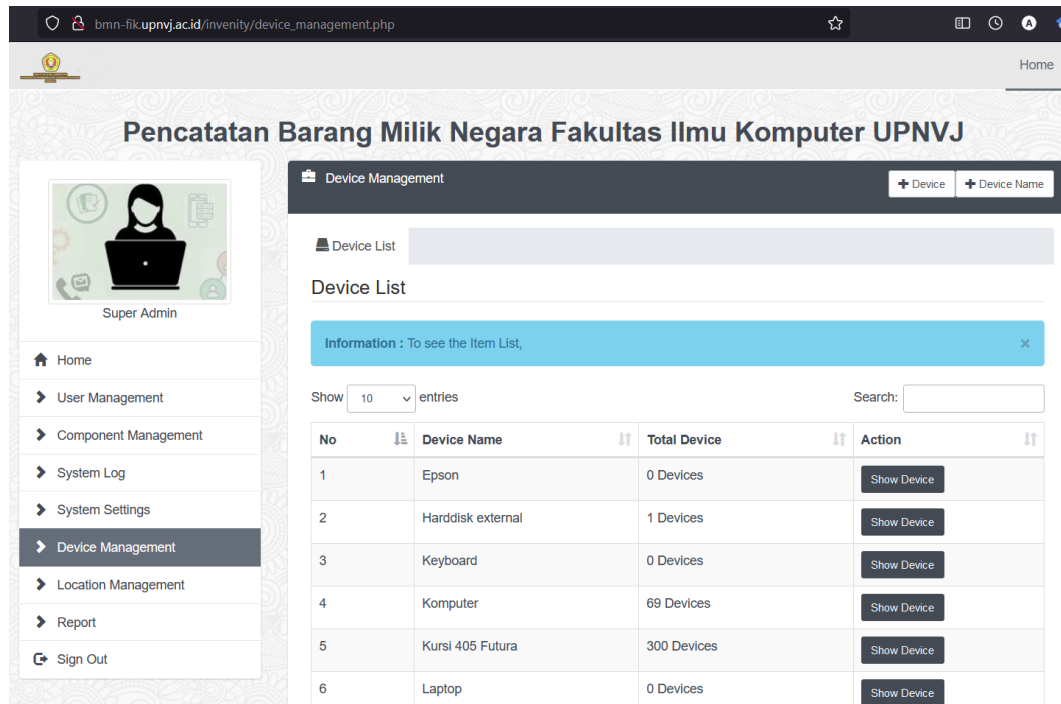 bmn-fik.upnvj.ac.id/invenity/device_management.php
A
Home
Pencatatan Barang Milik Negara Fakultas Ilmu Komputer UPNVJ
Super Admin
Home
User Management
Component Management
System Log
System Settings
Device Management
Location Management
Report
Sign Out
Device Management
+ Device
+ Device Name
Device List
Device List
Information : To see the Item List, ×
Show 10 entries Search:
No Device Name Total Device Action
1 Epson 0 Devices Show Device
2 Harddisk external 1 Devices Show Device
3 Keyboard 0 Devices Show Device
4 Komputer 69 Devices Show Device
5 Kursi 405 Futura 300 Devices Show Device
6 Laptop 0 Devices Show Device